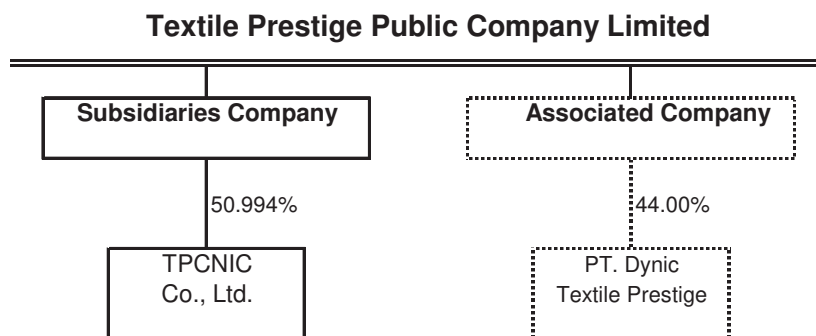 Textile Prestige Public Company Limited
Subsidiaries Company
Associated Company
50.994%
44.00%
TPCNIC
Co., Ltd.
PT. Dynic
Textile Prestige